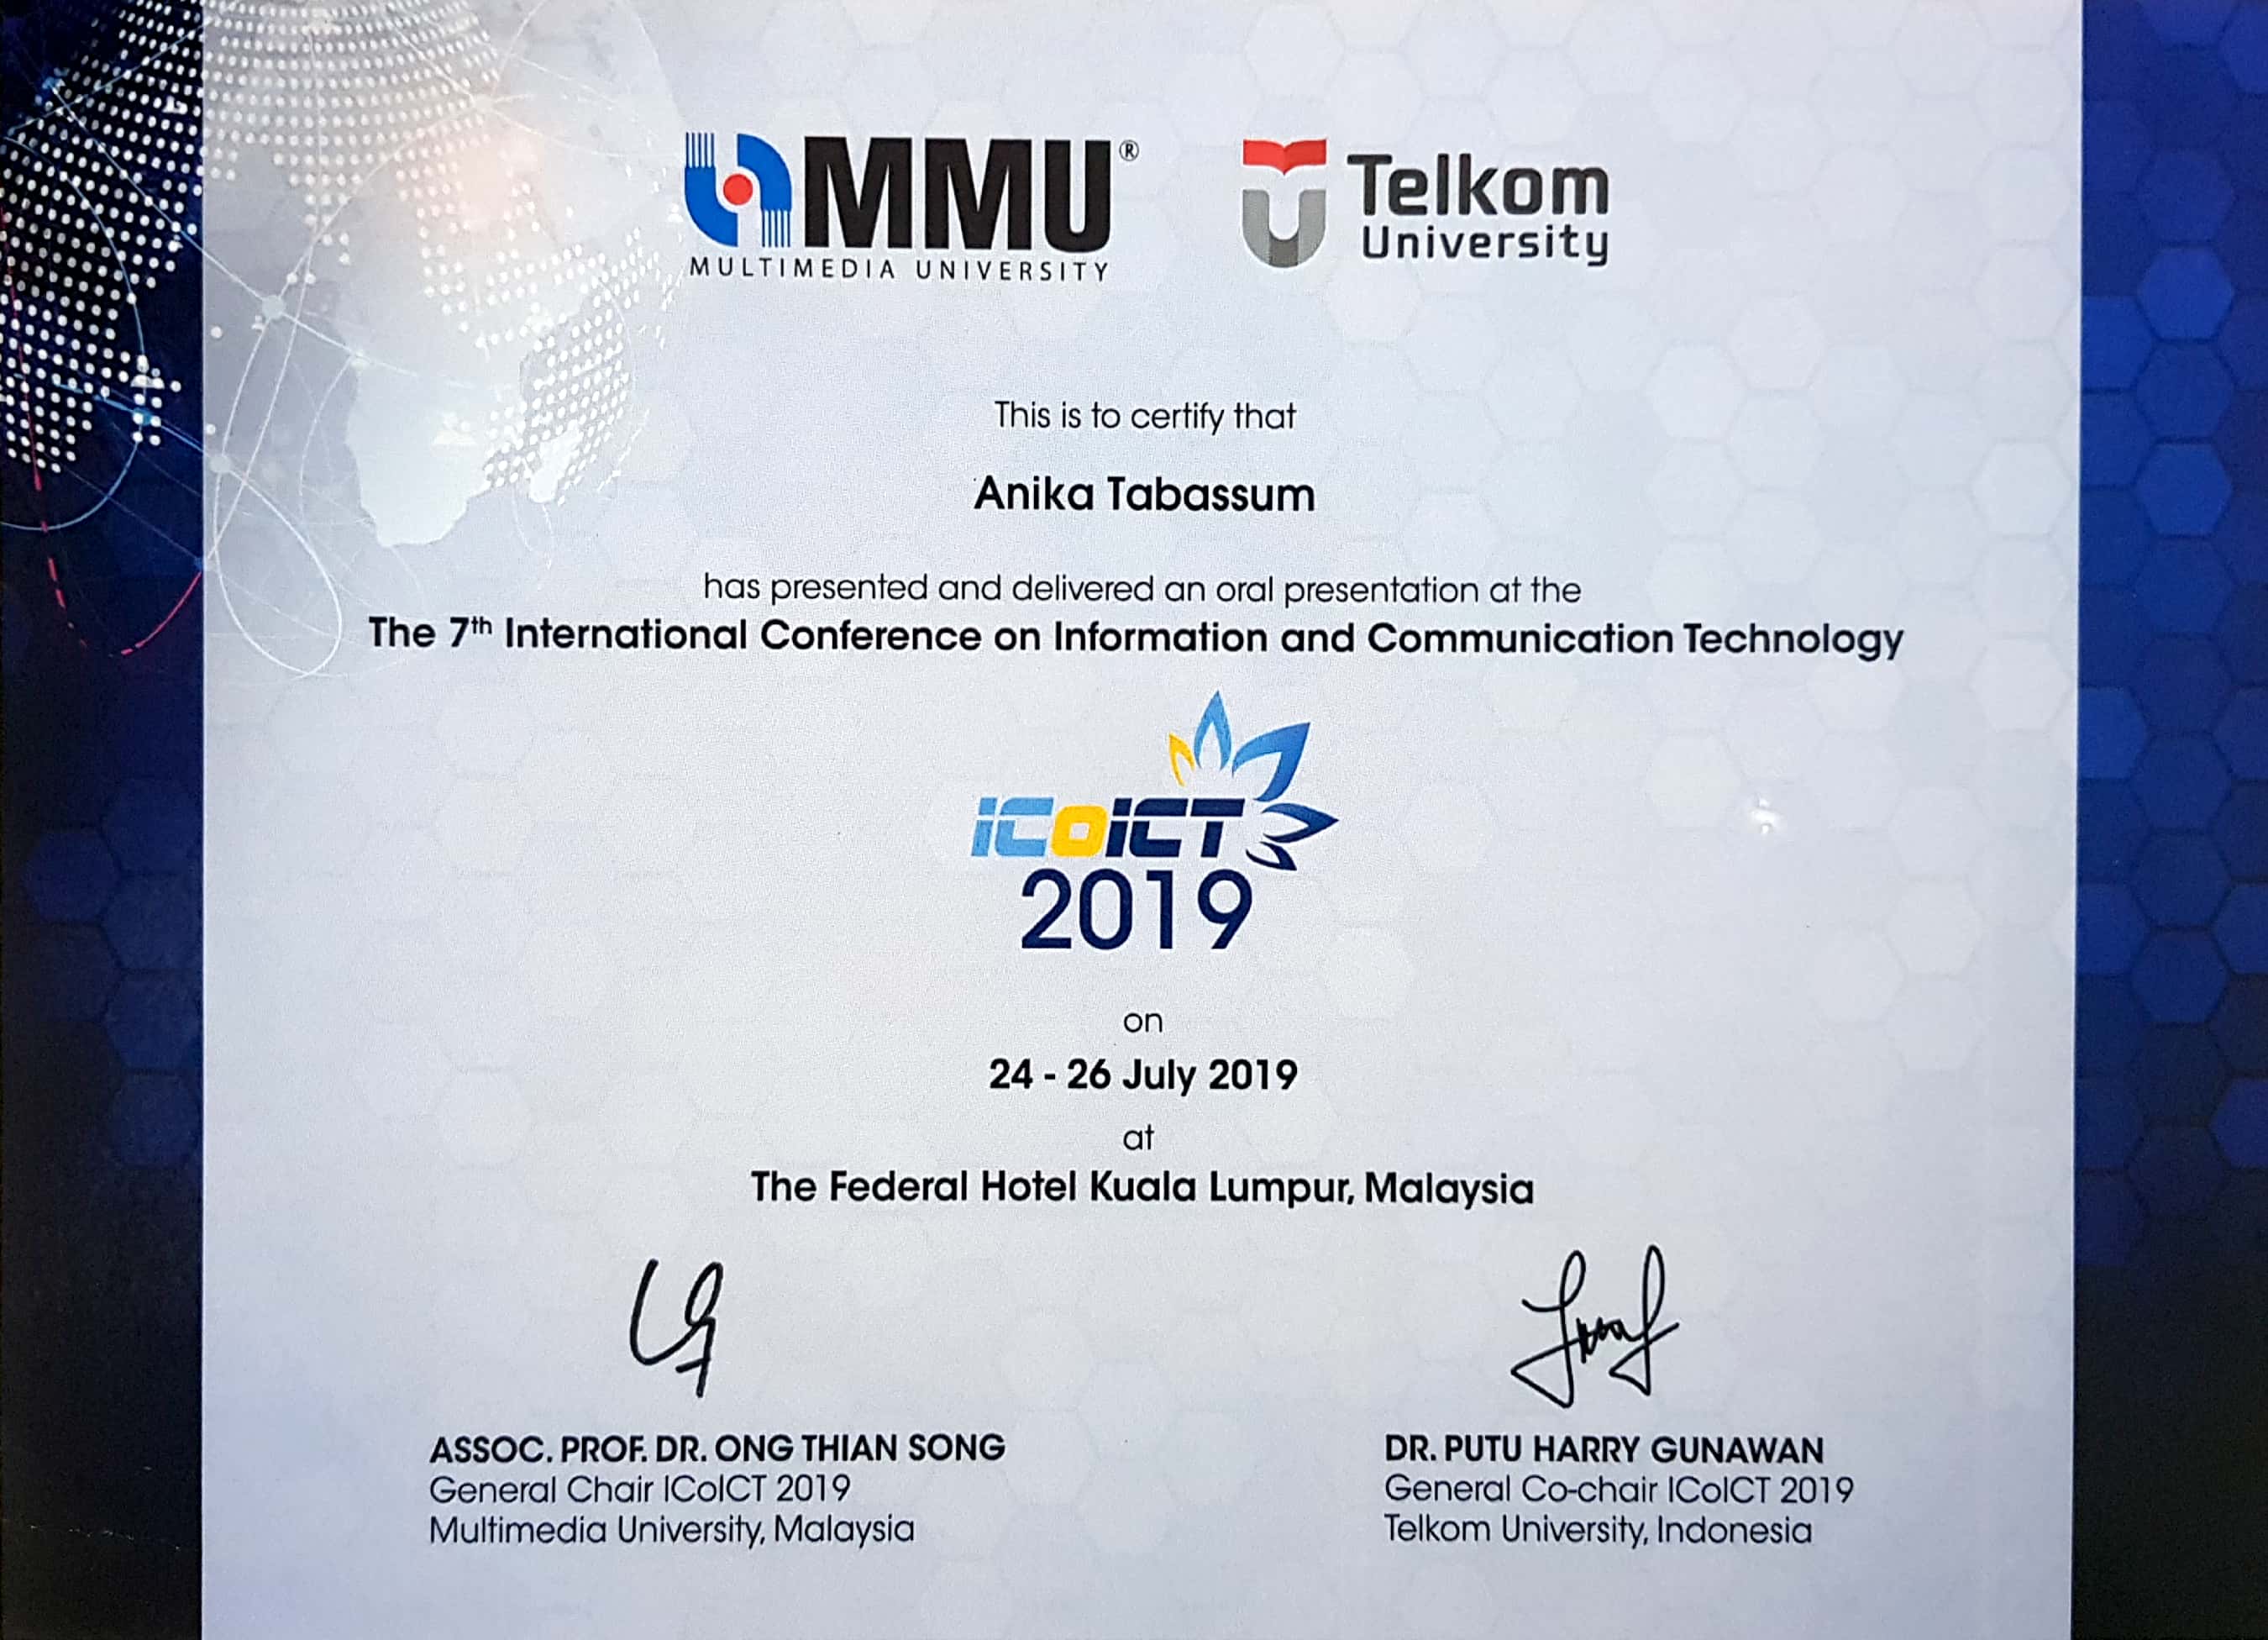 MMU®
MULTIMEDIA UNIVERSITY
Telkom
University
This is to certify that
Anika Tabassum
has presented and delivered an oral presentation at the
The 7th International Conference on Information and Communication Technology
iCoiCT
2019
on
24 - 26 July 2019
at
The Federal Hotel Kuala Lumpur, Malaysia
ASSOC. PROF. DR. ONG THIAN SONG
General Chair ICoICT 2019
Multimedia University, Malaysia
DR. PUTU HARRY GUNAWAN
General Co-chair ICoICT 2019
Telkom University, Indonesia